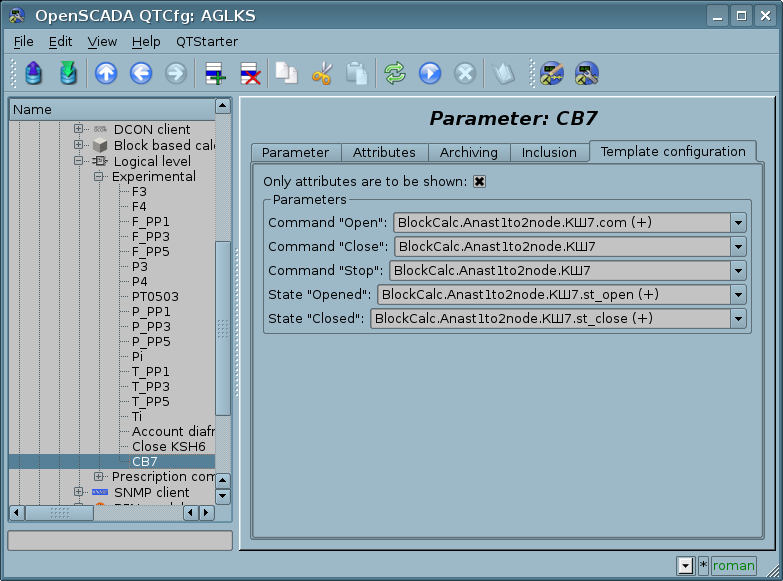 OpenSCADA QTCfg: AGLKS
File Edit View Help QTStarter
Name
DCON client
Block based calc
Logical level
Experimental
F3
F4
F_PP1
F_PP3
F_PP5
P3
P4
PT0503
P_PP1
P_PP3
P_PP5
Pi
T_PP1
T_PP3
T_PP5
Ti
Account diafr
Close KSH6
CB7
Prescription com
SNMP client
Parameter: CB7
Parameter Attributes Archiving Inclusion Template configuration
Only attributes are to be shown:
Parameters
Command "Open": BlockCalc.Anast1to2node.КШ7.com (+)
Command "Close": BlockCalc.Anast1to2node.КШ7
Command "Stop": BlockCalc.Anast1to2node.КШ7
State "Opened": BlockCalc.Anast1to2node.КШ7.st_open (+)
State "Closed": BlockCalc.Anast1to2node.КШ7.st_close (+)
* roman